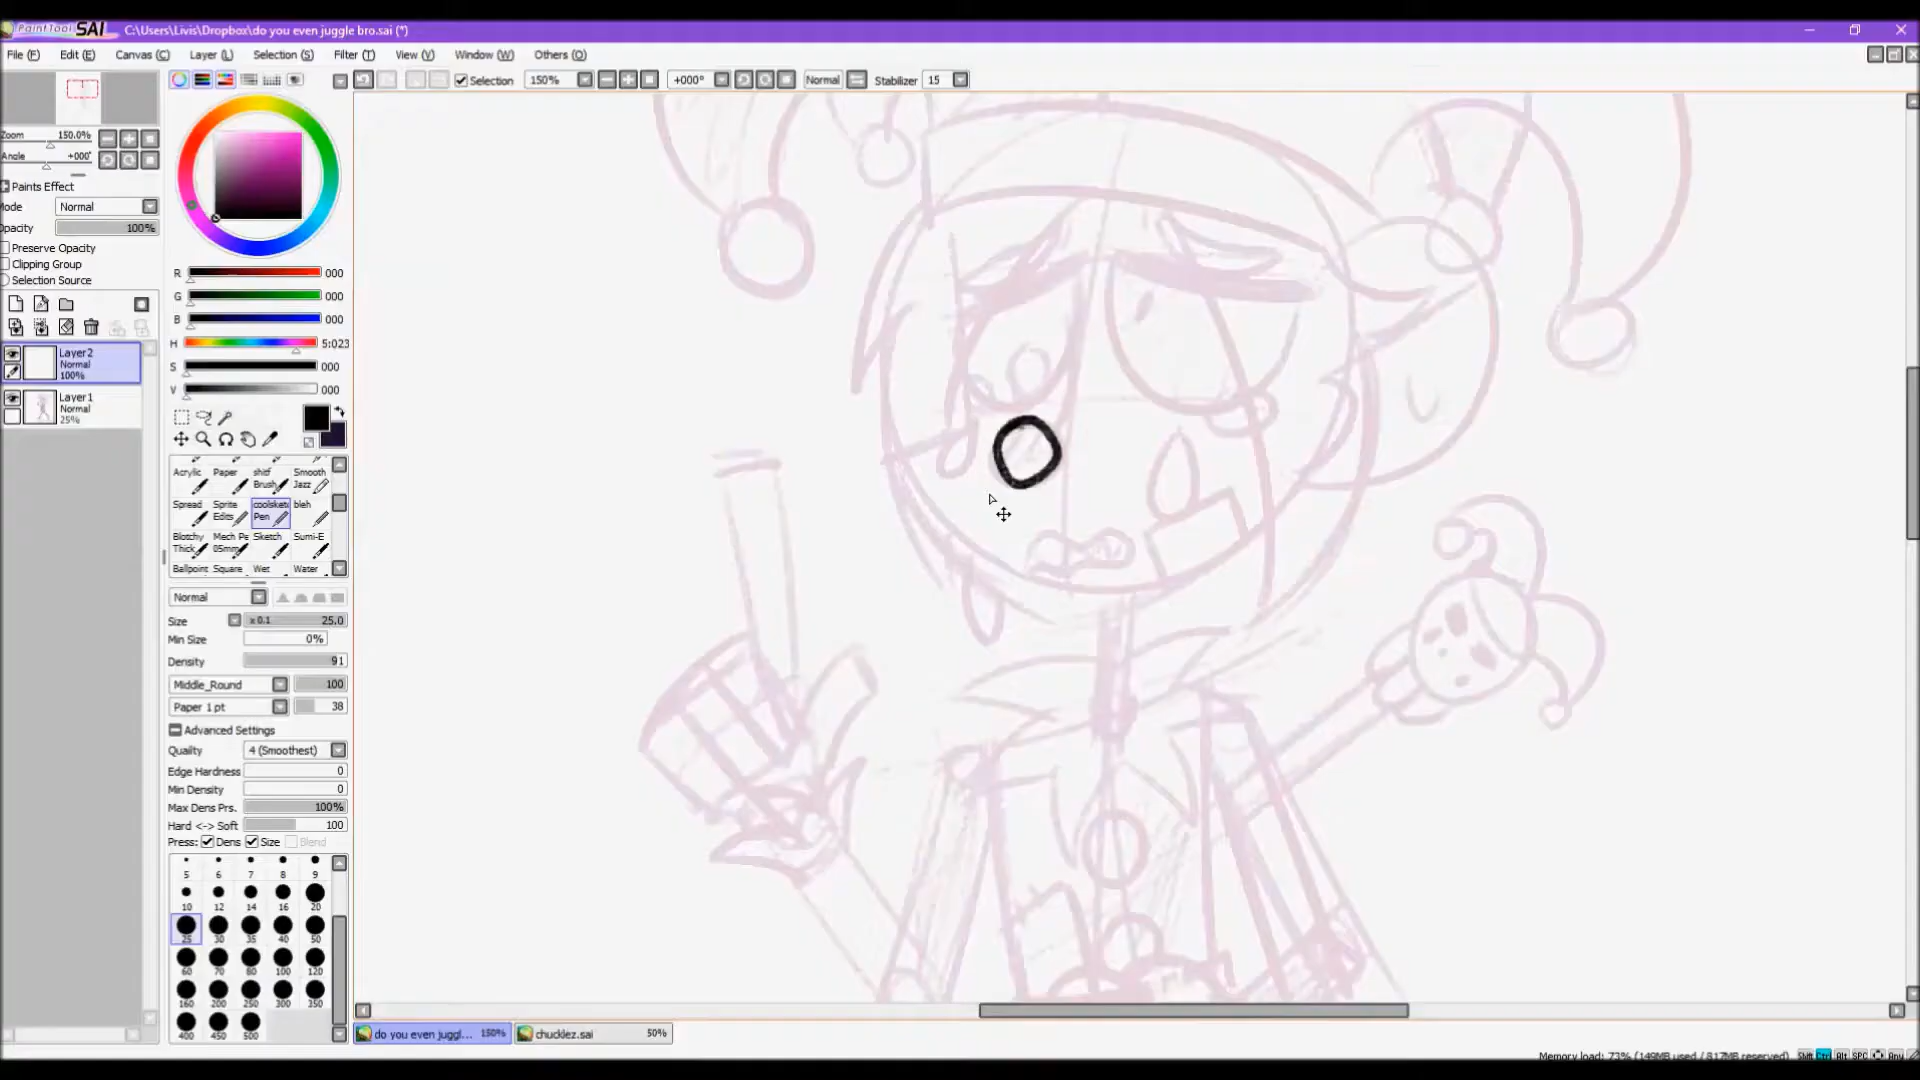 PaintTool SAI C:\Users\Livis\Dropbox\do you even juggle bro.sai (*)
File (F) Edit (E) Canvas (C) Layer (L) Selection (S) Filter (T) View (V) Window (W) Others (O)
Selection 150% +000° Normal Stabilizer 15
Zoom 150.0%
Angle +000°
Paints Effect
Mode Normal
Opacity 100%
Preserve Opacity
Clipping Group
Selection Source
Layer2
Normal
100%
Layer1
Normal
25%
R 000
G 000
B 000
H 5:023
S 000
V 000
Acrylic Paper shitf Brush Smooth Jazz
Spread Sprite Edits coolsket Pen bleh
Blotchy Thick Mech Pe 05mm Sketch Sumi-E
Ballpoint Square Wet Water
Normal
Size x 0.1 25.0
Min Size 0%
Density 91
Middle_Round 100
Paper 1 pt 38
Advanced Settings
Quality 4 (Smoothest)
Edge Hardness 0
Min Density 0
Max Dens Prs. 100%
Hard <-> Soft 100
Press: Dens Size Blend
5 6 7 8 9
10 12 14 16 20
25 30 35 40 50
60 70 80 100 120
160 200 250 300 350
400 450 500
do you even juggl... 150% chucklez.sai 50%
Memory load: 73% (149MB used / 817MB reserved) Shift Ctrl Alt SPC Any